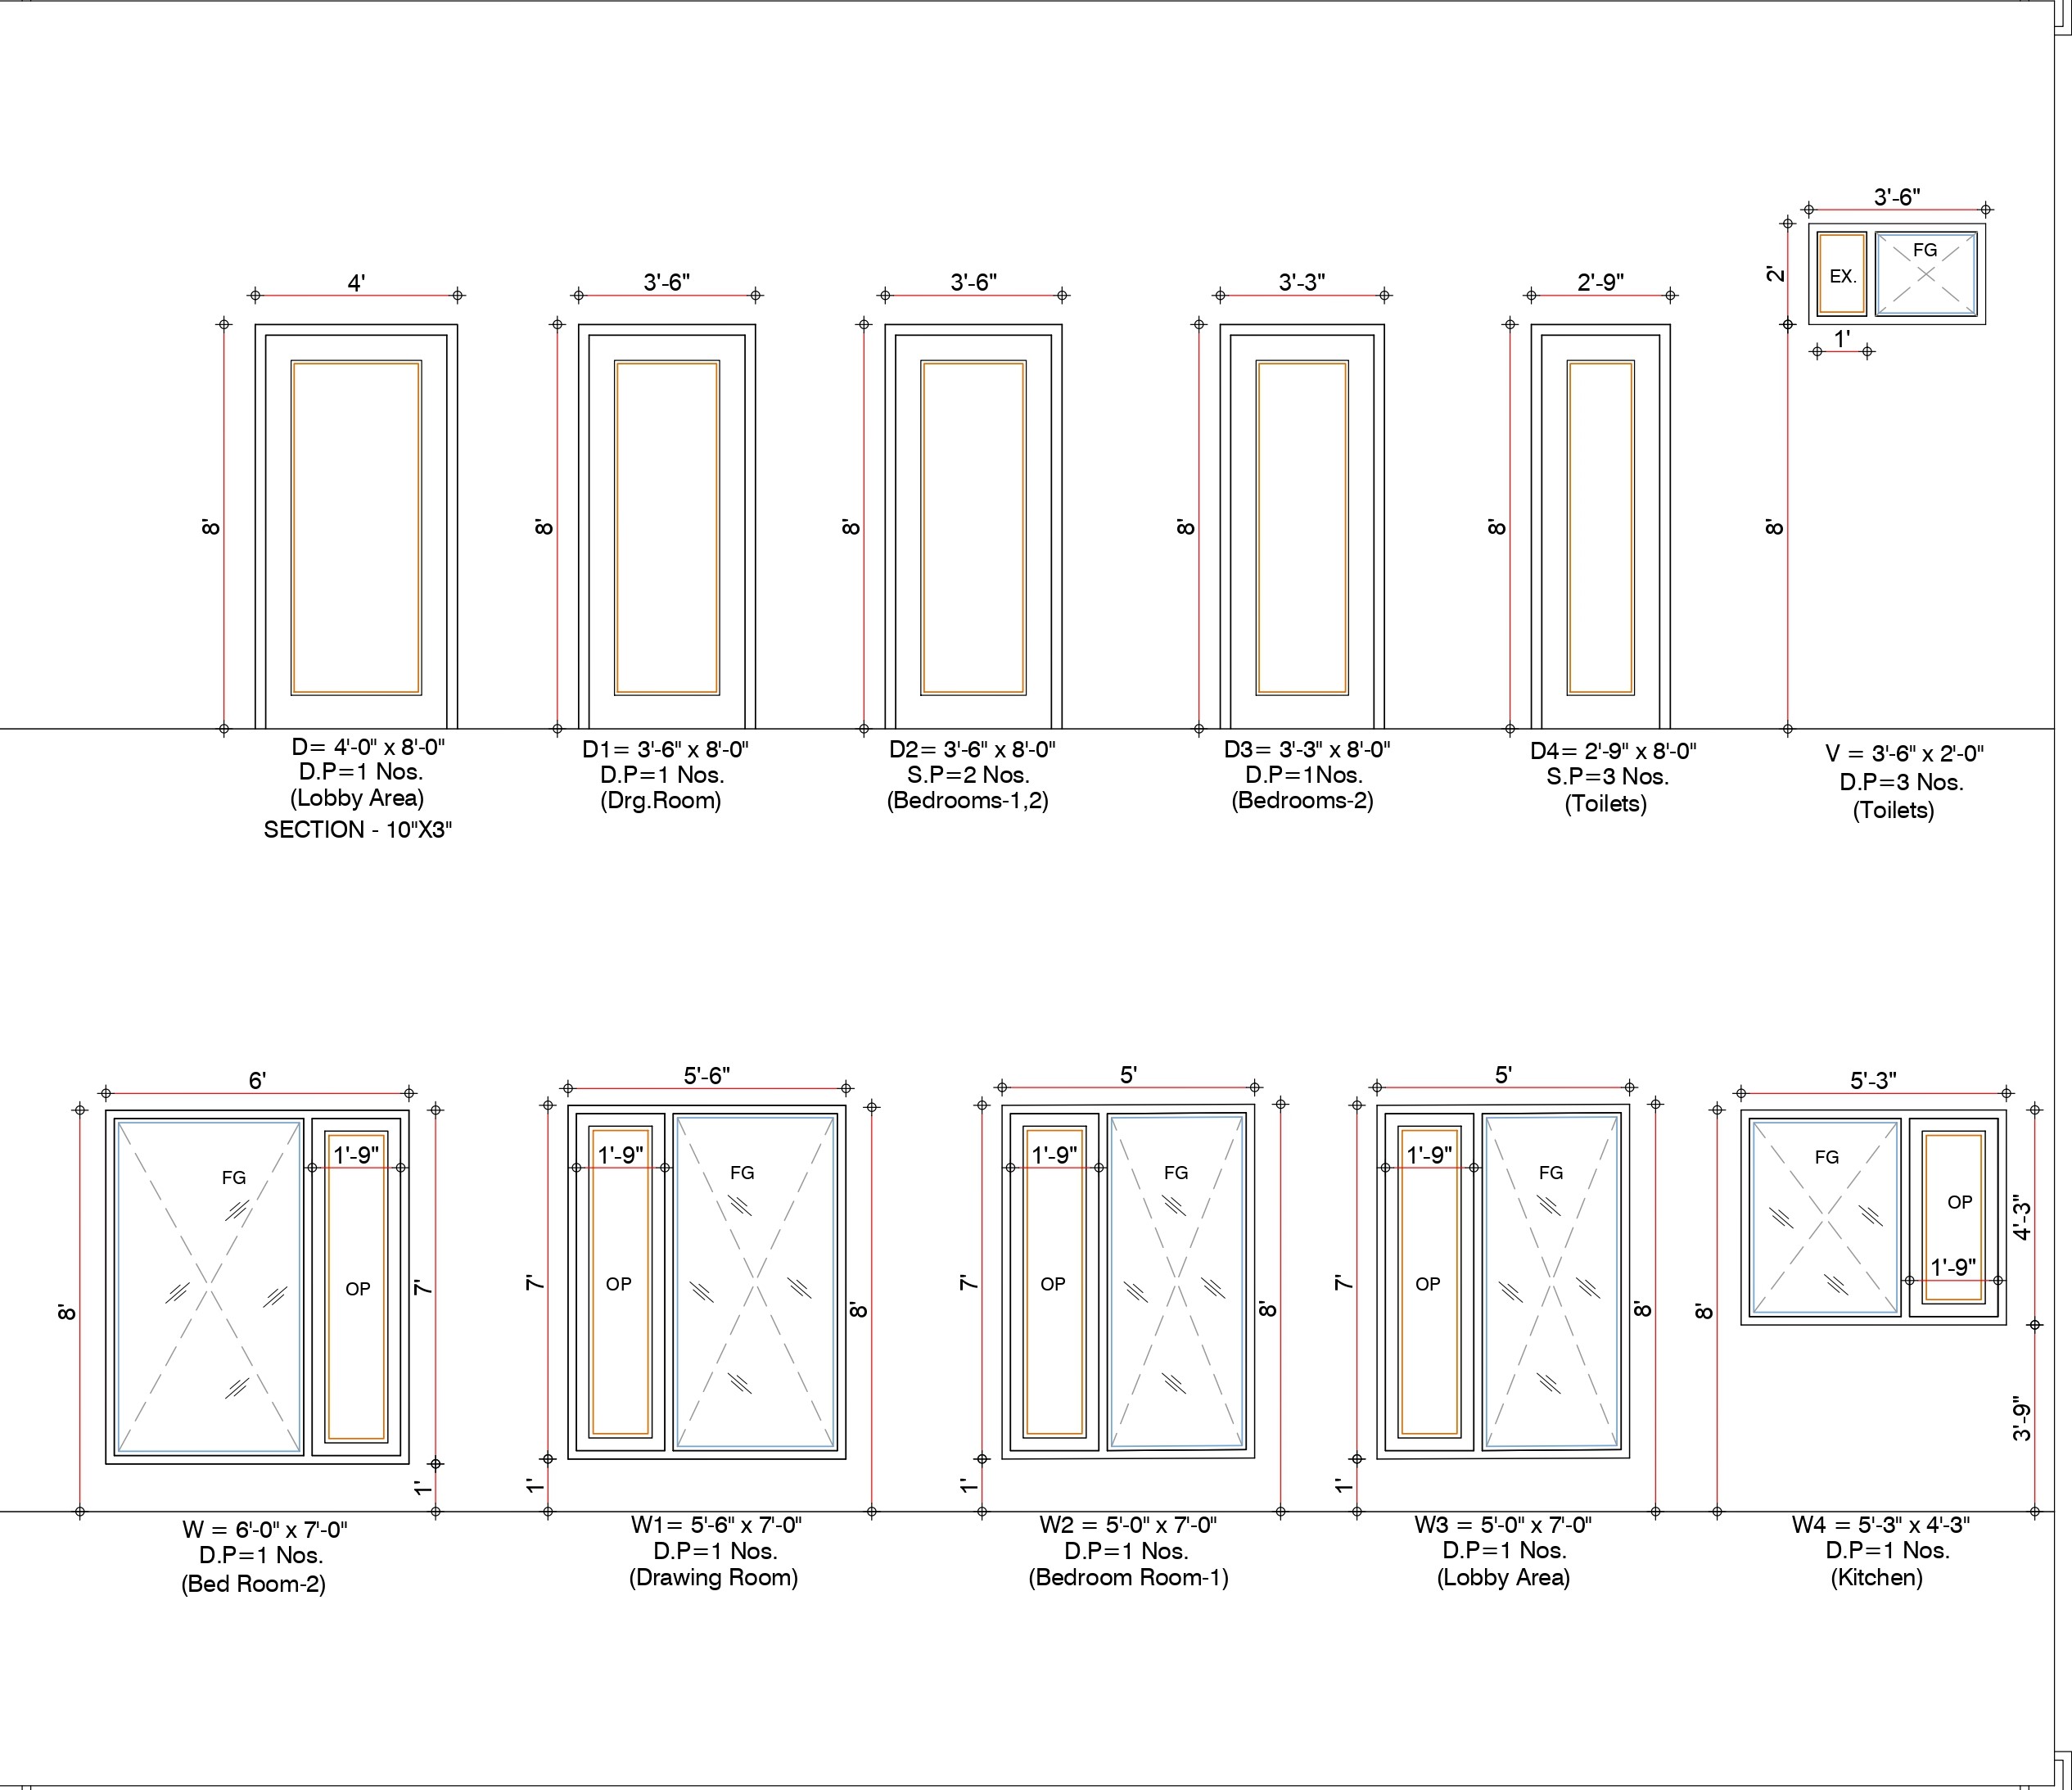 3'-6"
2'
EX.
FG
1'
8'
4'
8'
3'-6"
8'
3'-6"
8'
3'-3"
8'
2'-9"
8'
D= 4'-0" x 8'-0"
D.P=1 Nos.
(Lobby Area)
SECTION - 10"X3"
D1= 3'-6" x 8'-0"
D.P=1 Nos.
(Drg.Room)
D2= 3'-6" x 8'-0"
S.P=2 Nos.
(Bedrooms-1,2)
D3= 3'-3" x 8'-0"
D.P=1Nos.
(Bedrooms-2)
D4= 2'-9" x 8'-0"
S.P=3 Nos.
(Toilets)
V = 3'-6" x 2'-0"
D.P=3 Nos.
(Toilets)
6'
8'
FG
1'-9"
OP
7'
1'
W = 6'-0" x 7'-0"
D.P=1 Nos.
(Bed Room-2)
5'-6"
7'
1'-9"
OP
FG
8'
1'
W1= 5'-6" x 7'-0"
D.P=1 Nos.
(Drawing Room)
5'
7'
1'-9"
OP
FG
8'
1'
W2 = 5'-0" x 7'-0"
D.P=1 Nos.
(Bedroom Room-1)
5'
7'
1'-9"
OP
FG
8'
1'
W3 = 5'-0" x 7'-0"
D.P=1 Nos.
(Lobby Area)
5'-3"
8'
FG
OP
1'-9"
4'-3"
3'-9"
W4 = 5'-3" x 4'-3"
D.P=1 Nos.
(Kitchen)